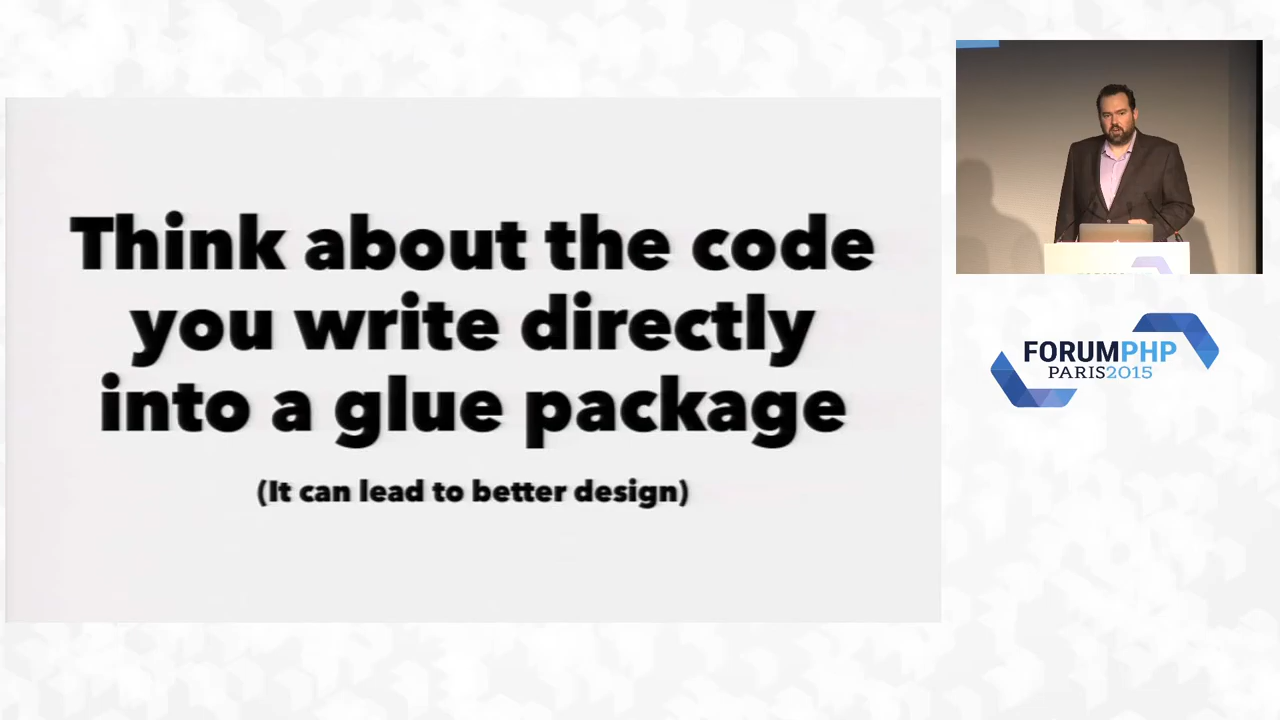 Think about the code
you write directly
into a glue package
(It can lead to better design)
FORUMPHP
PARIS2015